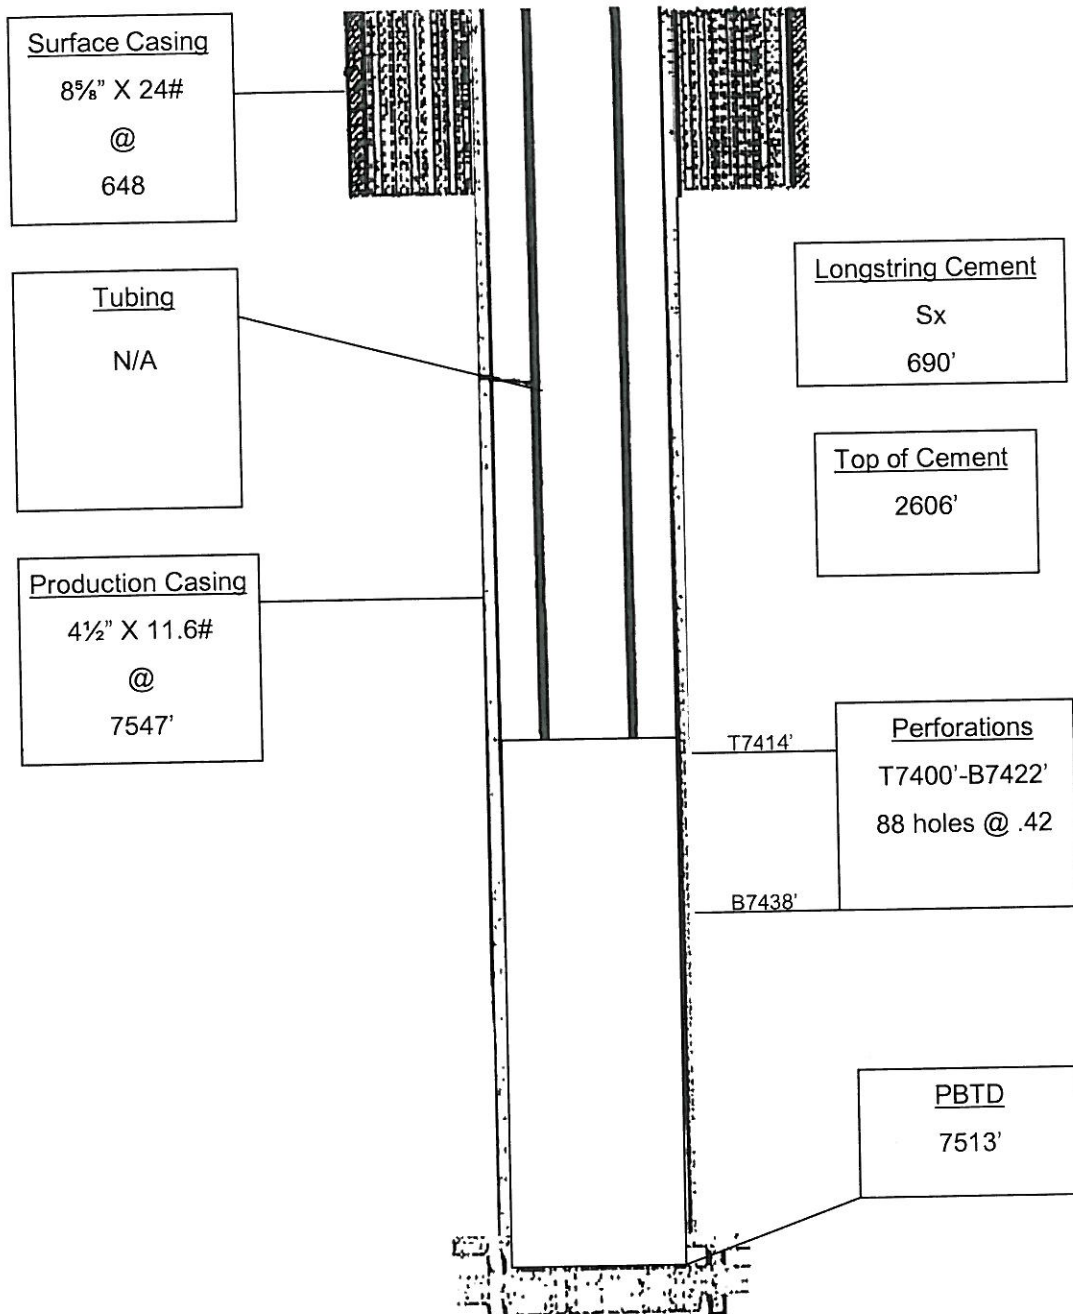 Surface Casing
8⅝” X 24#
@
648
Tubing
N/A
Production Casing
4½” X 11.6#
@
7547’
Longstring Cement
Sx
690’
Top of Cement
2606’
T7414’
Perforations
T7400’-B7422’
88 holes @ .42
B7438’
PBTD
7513’